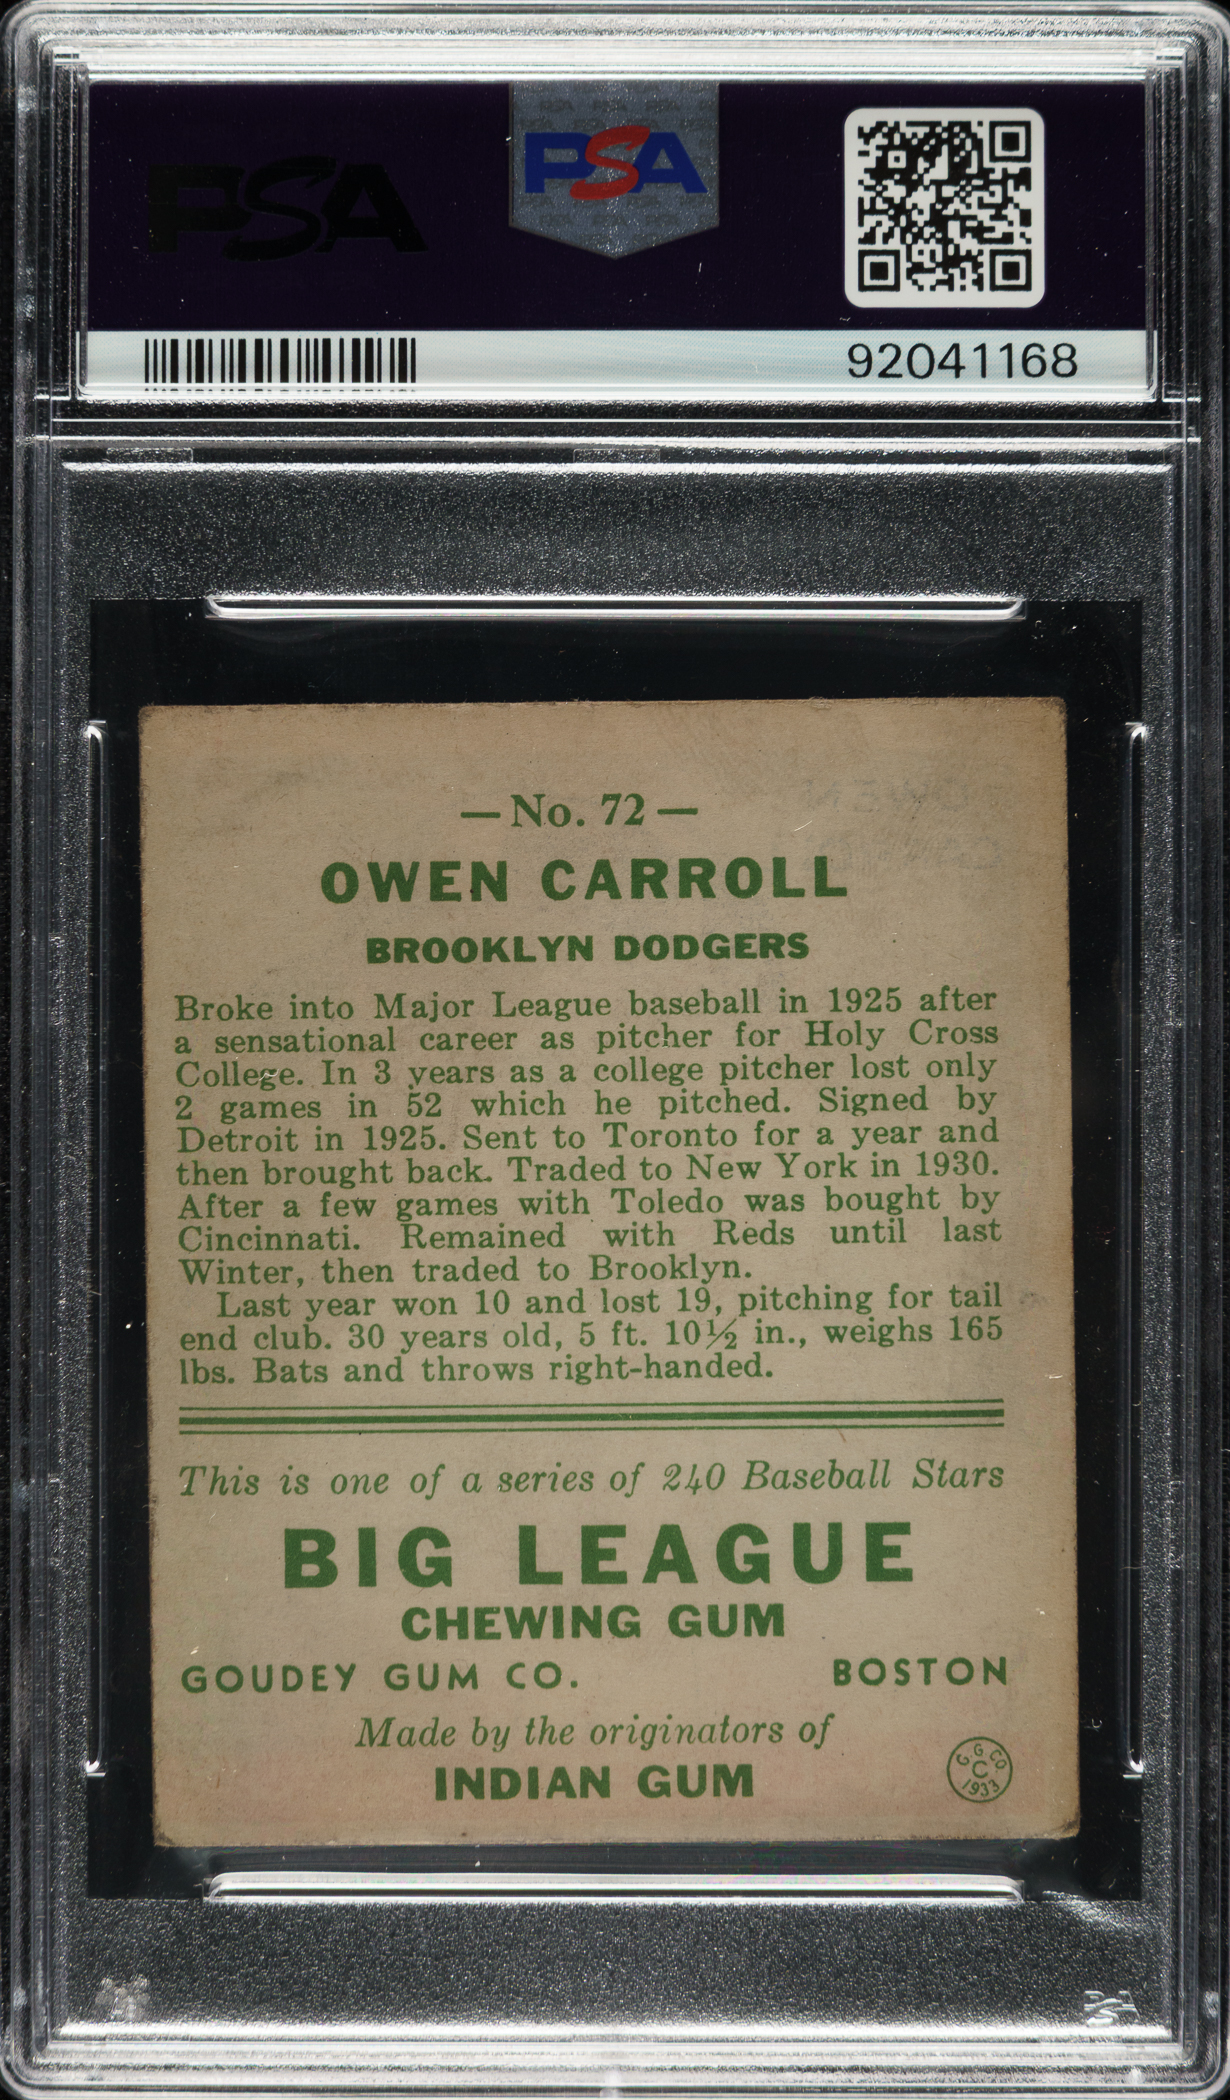 PSA
PSA
92041168
— No. 72 —
OWEN CARROLL
BROOKLYN DODGERS
Broke into Major League baseball in 1925 after
a sensational career as pitcher for Holy Cross
College. In 3 years as a college pitcher lost only
2 games in 52 which he pitched. Signed by
Detroit in 1925. Sent to Toronto for a year and
then brought back. Traded to New York in 1930.
After a few games with Toledo was bought by
Cincinnati. Remained with Reds until last
Winter, then traded to Brooklyn.
Last year won 10 and lost 19, pitching for tail
end club. 30 years old, 5 ft. 10½ in., weighs 165
lbs. Bats and throws right-handed.
This is one of a series of 240 Baseball Stars
BIG LEAGUE
CHEWING GUM
GOUDEY GUM CO. BOSTON
Made by the originators of
INDIAN GUM
G. G. CO
C
1933
PSA